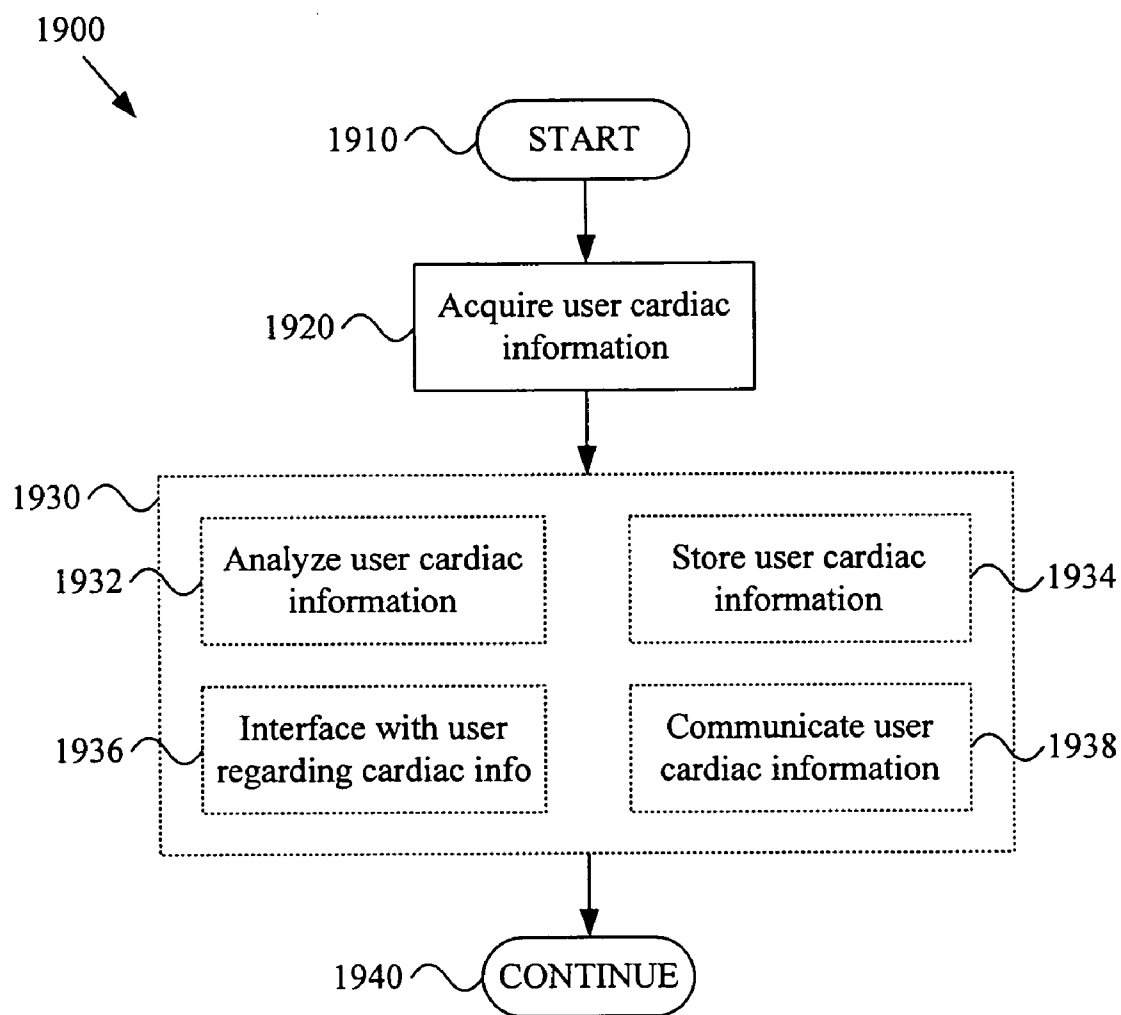 1900
1910
START
1920
Acquire user cardiac
information
1930
1932
Analyze user cardiac
information
Store user cardiac
information
1934
1936
Interface with user
regarding cardiac info
Communicate user
cardiac information
1938
1940
CONTINUE